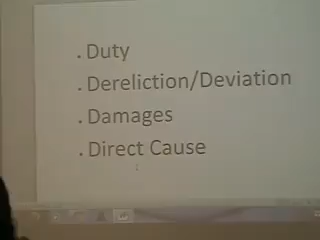 . Duty
. Dereliction/Deviation
. Damages
. Direct Cause